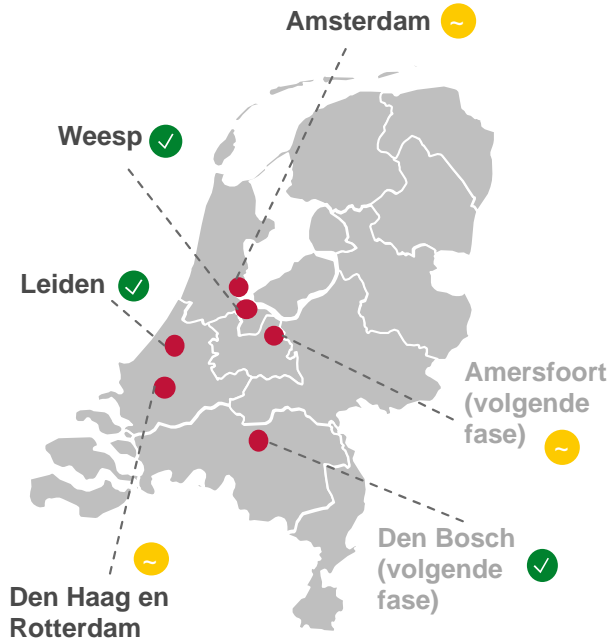 Amsterdam ~
Weesp ✓
Leiden ✓
Amersfoort
(volgende
fase) ~
Den Bosch
(volgende
fase) ✓
~
Den Haag en
Rotterdam